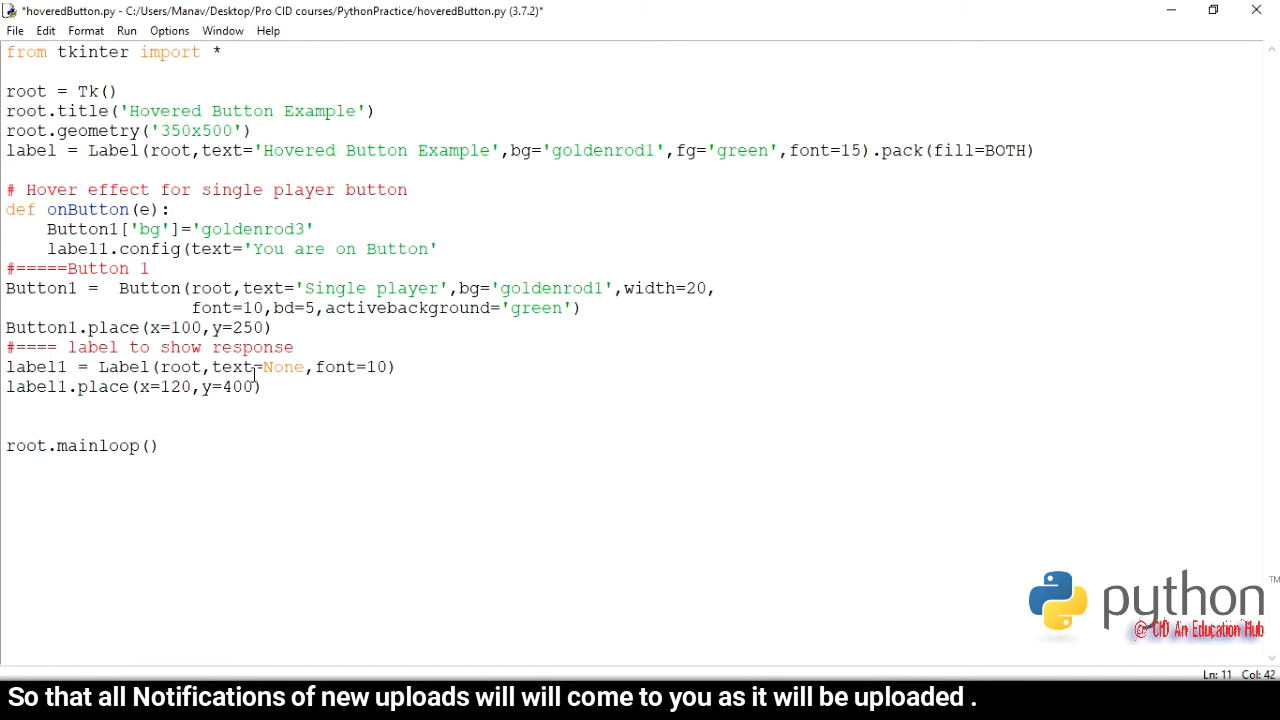 *hoveredButton.py - C:/Users/Manav/Desktop/Pro CID courses/PythonPractice/hoveredButton.py (3.7.2)*
File Edit Format Run Options Window Help
from tkinter import *
root = Tk()
root.title('Hovered Button Example')
root.geometry('350x500')
label = Label(root,text='Hovered Button Example',bg='goldenrod1',fg='green',font=15).pack(fill=BOTH)
# Hover effect for single player button
def onButton(e):
    Button1['bg']='goldenrod3'
    label1.config(text='You are on Button'
#=====Button 1
Button1 =  Button(root,text='Single player',bg='goldenrod1',width=20,
                  font=10,bd=5,activebackground='green')
Button1.place(x=100,y=250)
#==== label to show response
label1 = Label(root,text=None,font=10)
label1.place(x=120,y=400)
root.mainloop()
python TM
@ CID An Education Hub
Ln: 11 Col: 42
So that all Notifications of new uploads will will come to you as it will be uploaded .